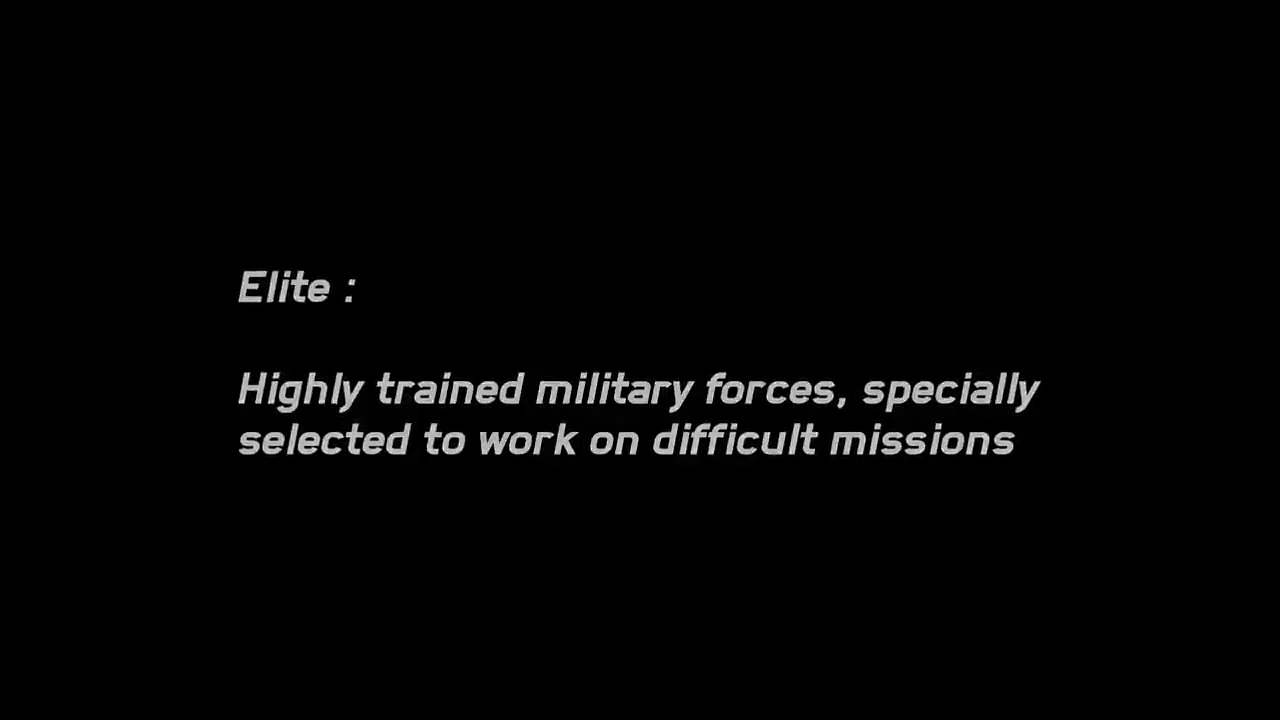 Elite :
Highly trained military forces, specially
selected to work on difficult missions